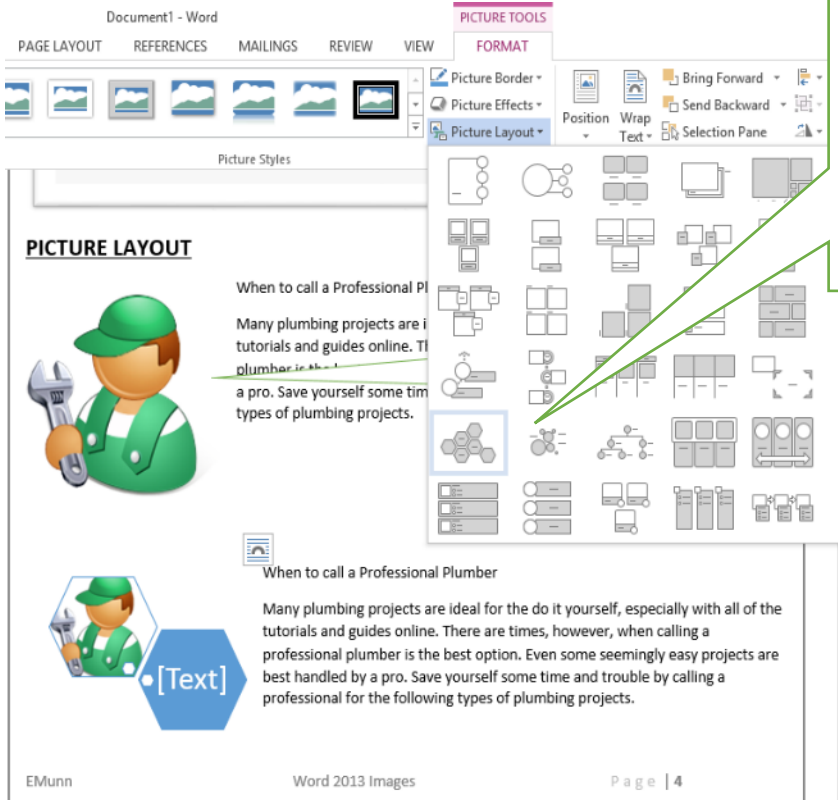 Document1 - Word
PICTURE TOOLS
PAGE LAYOUT REFERENCES MAILINGS REVIEW VIEW FORMAT
Picture Border
Picture Effects
Picture Layout
Position
Wrap Text
Bring Forward
Send Backward
Selection Pane
Picture Styles
PICTURE LAYOUT
When to call a Professional Pl
Many plumbing projects are i
tutorials and guides online. Th
plumber is the
a pro. Save yourself some tim
types of plumbing projects.
When to call a Professional Plumber
Many plumbing projects are ideal for the do it yourself, especially with all of the
tutorials and guides online. There are times, however, when calling a
professional plumber is the best option. Even some seemingly easy projects are
best handled by a pro. Save yourself some time and trouble by calling a
professional for the following types of plumbing projects.
[Text]
EMunn Word 2013 Images Page | 4